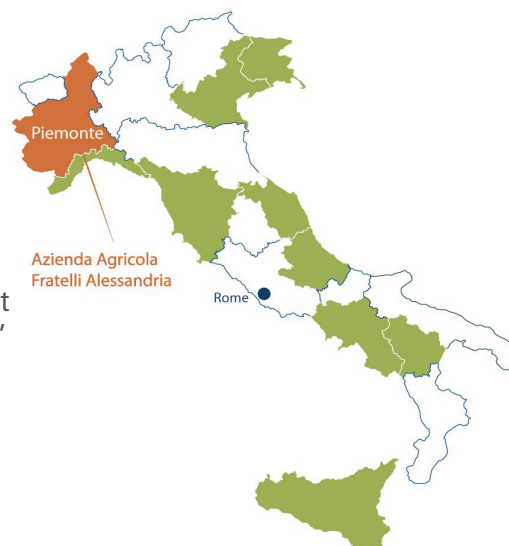 Piemonte
Azienda Agricola
Fratelli Alessandria
t
,
Rome